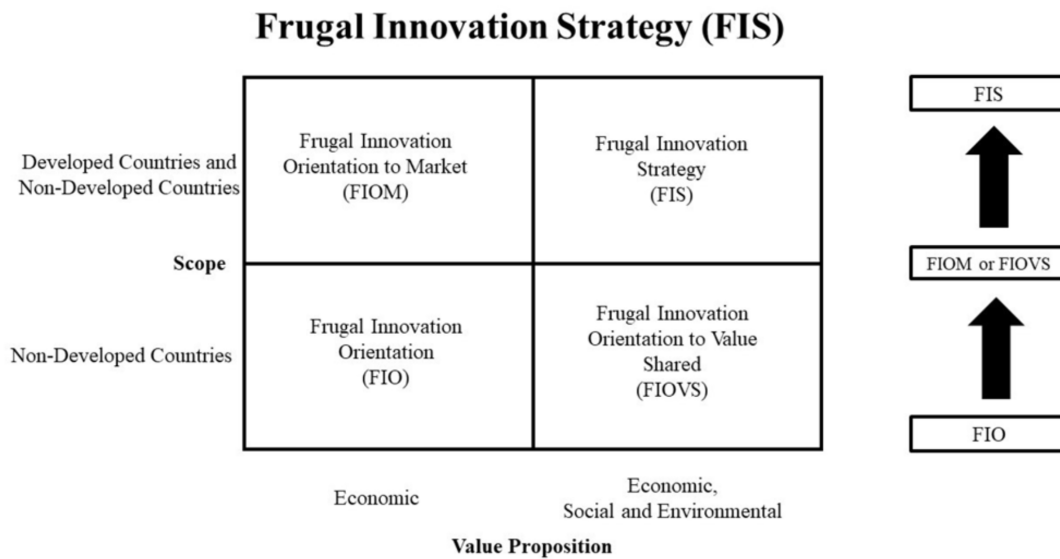 Frugal Innovation Strategy (FIS)
Developed Countries and
Non-Developed Countries
Frugal Innovation
Orientation to Market
(FIOM)
Frugal Innovation
Strategy
(FIS)
Scope
Non-Developed Countries
Frugal Innovation
Orientation
(FIO)
Frugal Innovation
Orientation to Value
Shared
(FIOVS)
Economic
Economic,
Social and Environmental
Value Proposition
FIS
FIOM or FIOVS
FIO